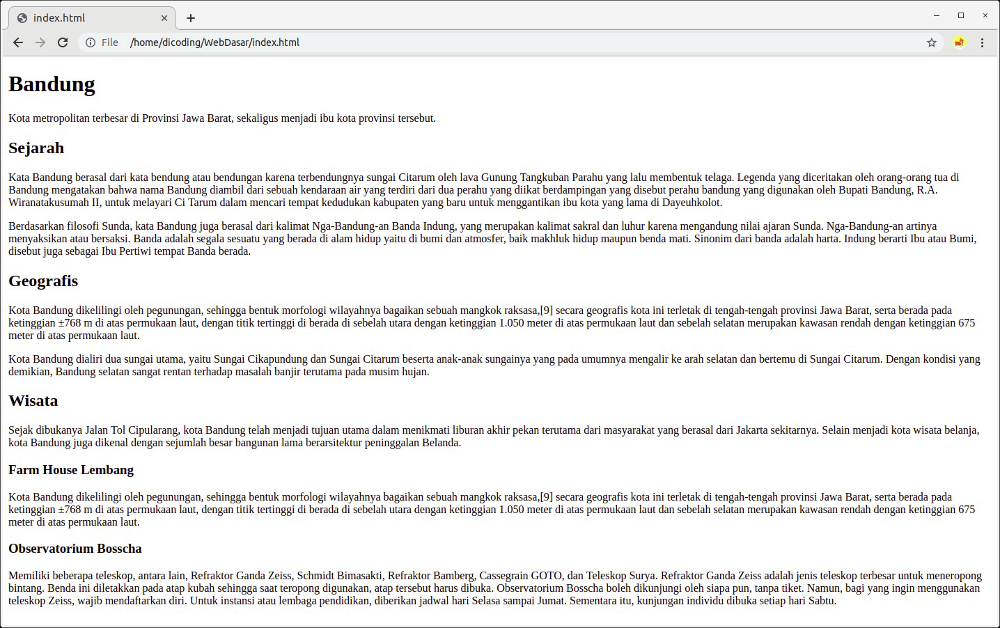 index.html
File
/home/dicoding/WebDasar/index.html
Bandung
Kota metropolitan terbesar di Provinsi Jawa Barat, sekaligus menjadi ibu kota provinsi tersebut.
Sejarah
Kata Bandung berasal dari kata bendung atau bendungan karena terbendungnya sungai Citarum oleh lava Gunung Tangkuban Parahu yang lalu membentuk telaga. Legenda yang diceritakan oleh orang-orang tua di
Bandung mengatakan bahwa nama Bandung diambil dari sebuah kendaraan air yang terdiri dari dua perahu yang diikat berdampingan yang disebut perahu bandung yang digunakan oleh Bupati Bandung, R.A.
Wiranatakusumah II, untuk melayari Ci Tarum dalam mencari tempat kedudukan kabupaten yang baru untuk menggantikan ibu kota yang lama di Dayeuhkolot.
Berdasarkan filosofi Sunda, kata Bandung juga berasal dari kalimat Nga-Bandung-an Banda Indung, yang merupakan kalimat sakral dan luhur karena mengandung nilai ajaran Sunda. Nga-Bandung-an artinya
menyaksikan atau bersaksi. Banda adalah segala sesuatu yang berada di alam hidup yaitu di bumi dan atmosfer, baik makhluk hidup maupun benda mati. Sinonim dari banda adalah harta. Indung berarti Ibu atau Bumi,
disebut juga sebagai Ibu Pertiwi tempat Banda berada.
Geografis
Kota Bandung dikelilingi oleh pegunungan, sehingga bentuk morfologi wilayahnya bagaikan sebuah mangkok raksasa,[9] secara geografis kota ini terletak di tengah-tengah provinsi Jawa Barat, serta berada pada
ketinggian ±768 m di atas permukaan laut, dengan titik tertinggi di berada di sebelah utara dengan ketinggian 1.050 meter di atas permukaan laut dan sebelah selatan merupakan kawasan rendah dengan ketinggian 675
meter di atas permukaan laut.
Kota Bandung dialiri dua sungai utama, yaitu Sungai Cikapundung dan Sungai Citarum beserta anak-anak sungainya yang pada umumnya mengalir ke arah selatan dan bertemu di Sungai Citarum. Dengan kondisi yang
demikian, Bandung selatan sangat rentan terhadap masalah banjir terutama pada musim hujan.
Wisata
Sejak dibukanya Jalan Tol Cipularang, kota Bandung telah menjadi tujuan utama dalam menikmati liburan akhir pekan terutama dari masyarakat yang berasal dari Jakarta sekitarnya. Selain menjadi kota wisata belanja,
kota Bandung juga dikenal dengan sejumlah besar bangunan lama berarsitektur peninggalan Belanda.
Farm House Lembang
Kota Bandung dikelilingi oleh pegunungan, sehingga bentuk morfologi wilayahnya bagaikan sebuah mangkok raksasa,[9] secara geografis kota ini terletak di tengah-tengah provinsi Jawa Barat, serta berada pada
ketinggian ±768 m di atas permukaan laut, dengan titik tertinggi di berada di sebelah utara dengan ketinggian 1.050 meter di atas permukaan laut dan sebelah selatan merupakan kawasan rendah dengan ketinggian 675
meter di atas permukaan laut.
Observatorium Bosscha
Memiliki beberapa teleskop, antara lain, Refraktor Ganda Zeiss, Schmidt Bimasakti, Refraktor Bamberg, Cassegrain GOTO, dan Teleskop Surya. Refraktor Ganda Zeiss adalah jenis teleskop terbesar untuk meneropong
bintang. Benda ini diletakkan pada atap kubah sehingga saat teropong digunakan, atap tersebut harus dibuka. Observatorium Bosscha boleh dikunjungi oleh siapa pun, tanpa tiket. Namun, bagi yang ingin menggunakan
teleskop Zeiss, wajib mendaftarkan diri. Untuk instansi atau lembaga pendidikan, diberikan jadwal hari Selasa sampai Jumat. Sementara itu, kunjungan individu dibuka setiap hari Sabtu.